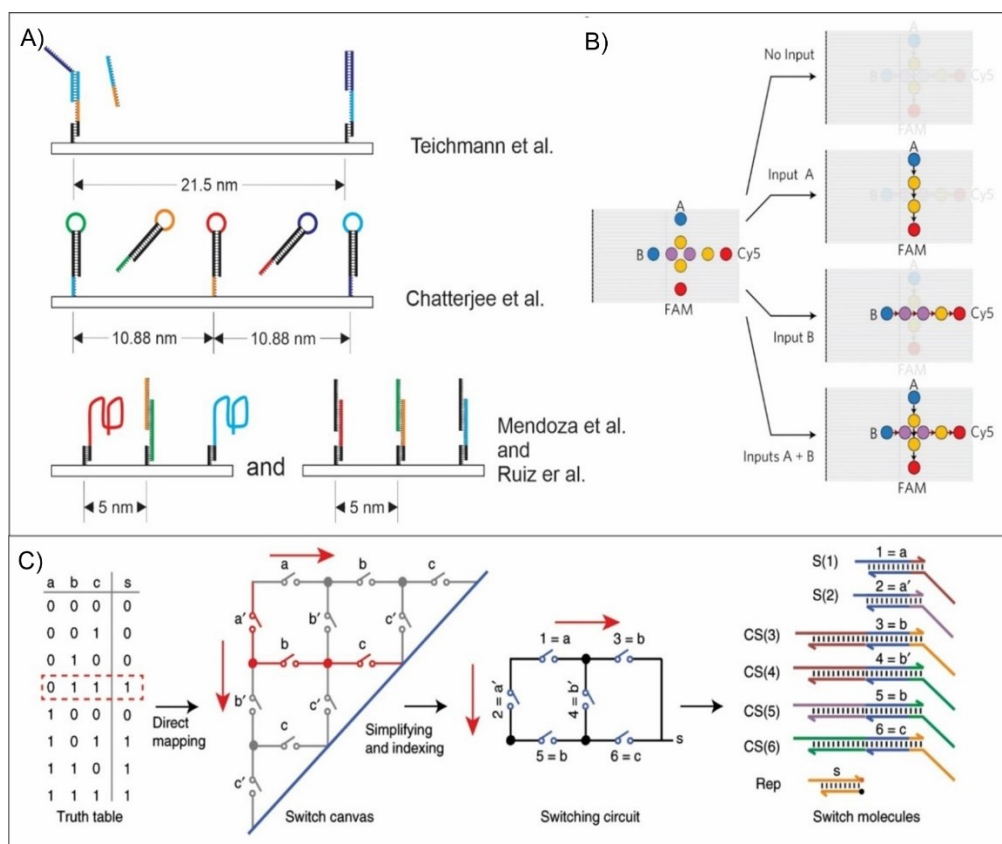 A)
Teichmann et al.
21.5 nm
Chatterjee et al.
10.88 nm
10.88 nm
and
Mendoza et al.
and
Ruiz er al.
5 nm
5 nm
B)
A
B
Cy5
FAM
No Input
A
B
Cy5
FAM
Input A
A
B
Cy5
FAM
Input B
A
B
Cy5
FAM
Inputs A + B
A
B
Cy5
FAM
C)
a b c s
0 0 0 0
0 0 1 0
0 1 0 0
0 1 1 1
1 0 0 0
1 0 1 1
1 1 0 1
1 1 1 1
Truth table
Direct
mapping
a
b
c
a′
b′
c′
b
c
b′
c′
c
c′
Switch canvas
Simplifying
and indexing
1 = a
3 = b
2 = a′
4 = b′
s
5 = b
6 = c
Switching circuit
S(1)
1 = a
S(2)
2 = a′
CS(3)
3 = b
CS(4)
4 = b′
CS(5)
5 = b
CS(6)
6 = c
Rep
s
Switch molecules